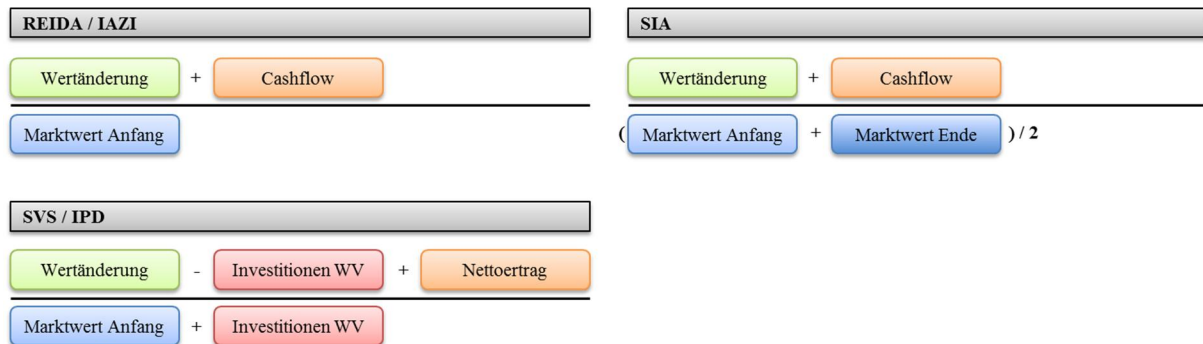 REIDA / IAZI
Wertänderung + Cashflow
Marktwert Anfang
SIA
Wertänderung + Cashflow
( Marktwert Anfang + Marktwert Ende ) / 2
SVS / IPD
Wertänderung - Investitionen WV + Nettoertrag
Marktwert Anfang + Investitionen WV